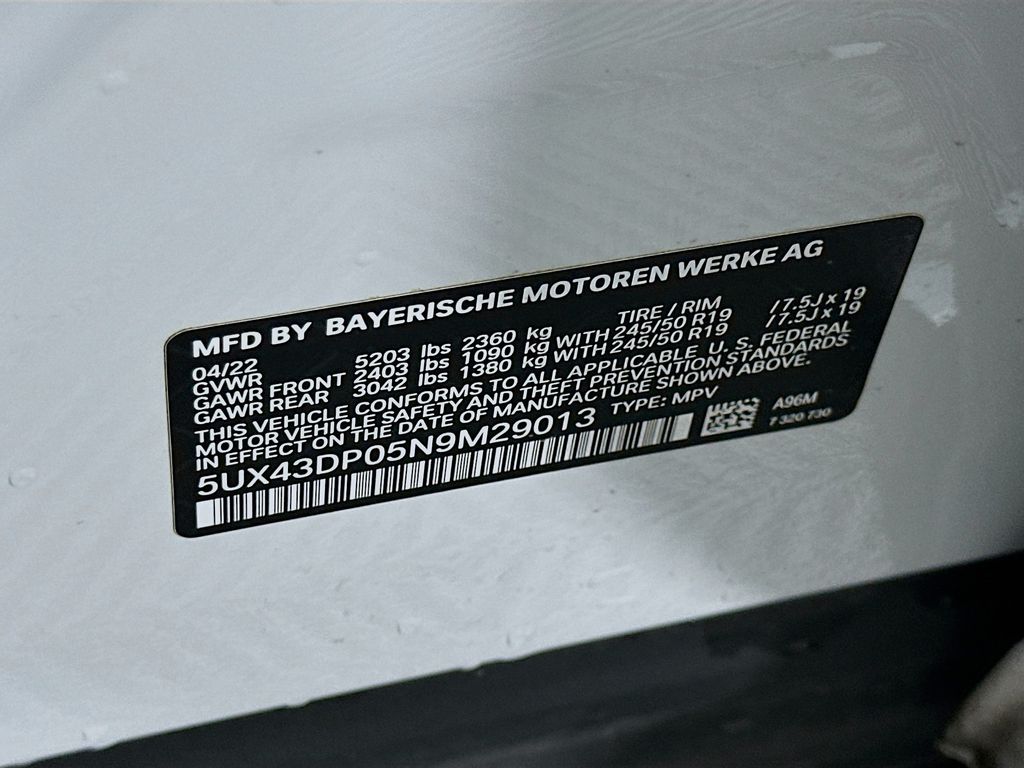 MFD BY BAYERISCHE MOTOREN WERKE AG
04/22 TIRE / RIM
GVWR 5203 lbs 2360 kg
GAWR FRONT 2403 lbs 1090 kg WITH 245/50 R19 / 7.5J x 19
GAWR REAR 3042 lbs 1380 kg WITH 245/50 R19 / 7.5J x 19
THIS VEHICLE CONFORMS TO ALL APPLICABLE U. S. FEDERAL
MOTOR VEHICLE SAFETY AND THEFT PREVENTION STANDARDS
IN EFFECT ON THE DATE OF MANUFACTURE SHOWN ABOVE.
5UX43DP05N9M29013 TYPE: MPV
A96M
7 320 730